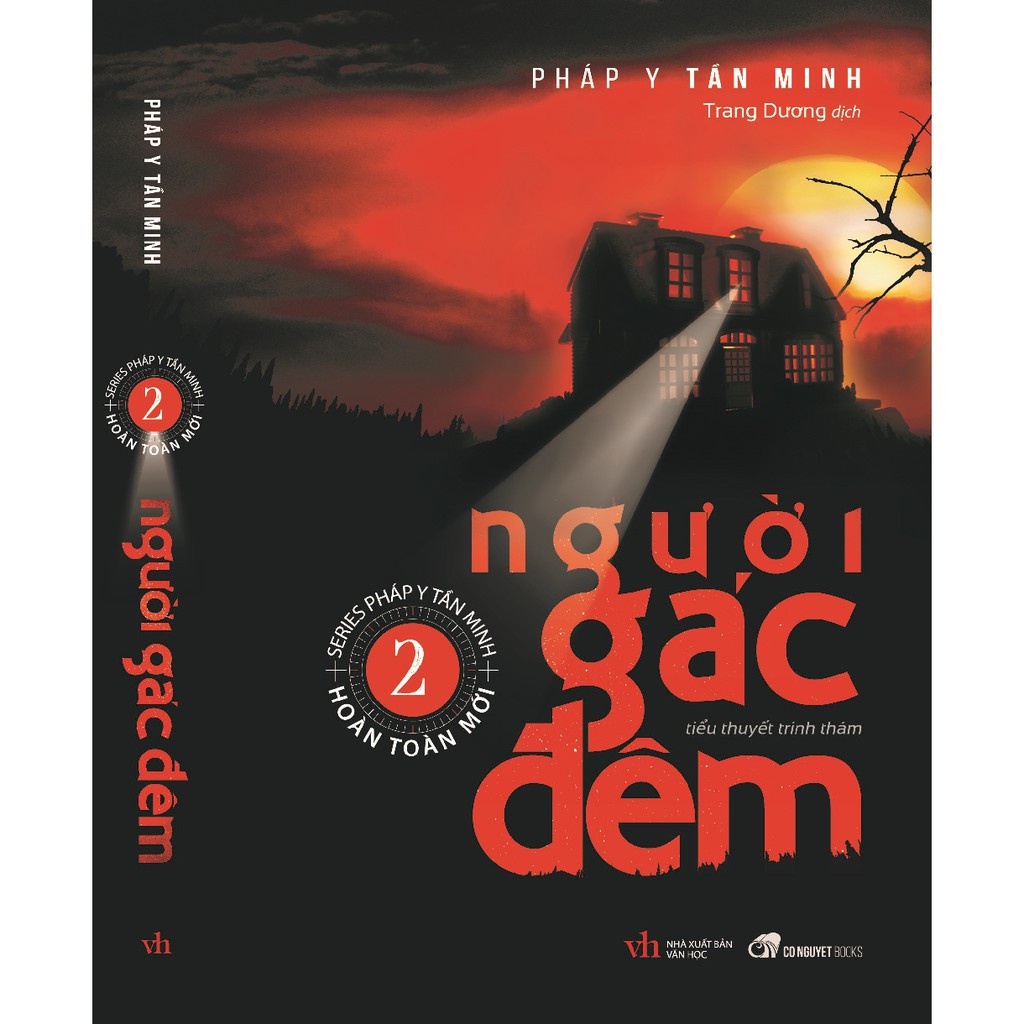 PHÁP Y TẦN MINH
SERIES PHÁP Y TẦN MINH
2
HOÀN TOÀN MỚI
người gác đêm
vh
PHÁP Y TẦN MINH
Trang Dương dịch
người
gác
tiểu thuyết trinh thám
đêm
SERIES PHÁP Y TẦN MINH
2
HOÀN TOÀN MỚI
vh NHÀ XUẤT BẢN
VĂN HỌC
CO NGUYET BOOKS